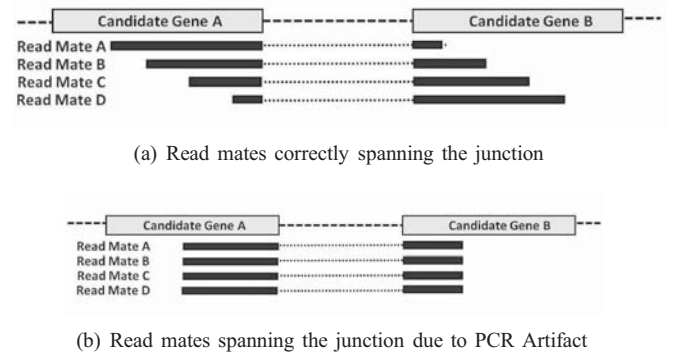 Candidate Gene A Candidate Gene B
Read Mate A
Read Mate B
Read Mate C
Read Mate D
(a) Read mates correctly spanning the junction
Candidate Gene A Candidate Gene B
Read Mate A
Read Mate B
Read Mate C
Read Mate D
(b) Read mates spanning the junction due to PCR Artifact